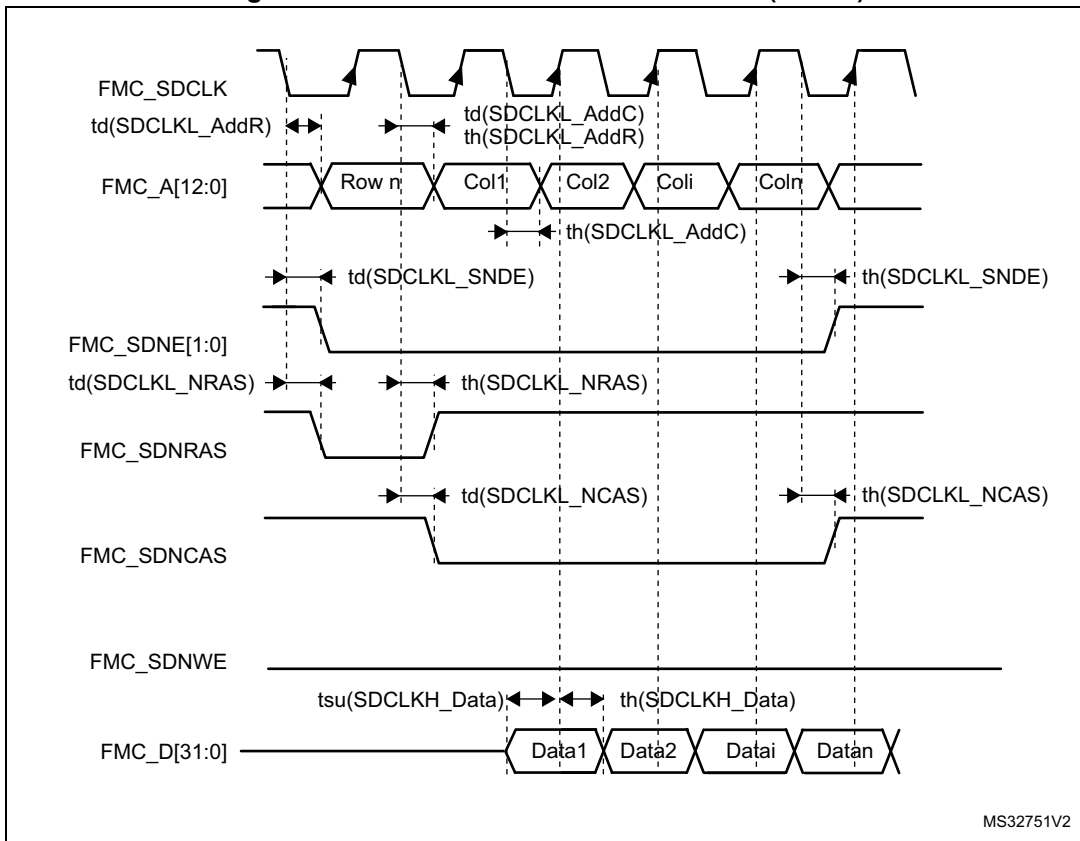 FMC_SDCLK
td(SDCLKL_AddR)
td(SDCLKL_AddC)
th(SDCLKL_AddR)
FMC_A[12:0]
Row n
Col1
Col2
Coli
Coln
th(SDCLKL_AddC)
td(SDCLKL_SNDE)
th(SDCLKL_SNDE)
FMC_SDNE[1:0]
td(SDCLKL_NRAS)
th(SDCLKL_NRAS)
FMC_SDNRAS
td(SDCLKL_NCAS)
th(SDCLKL_NCAS)
FMC_SDNCAS
FMC_SDNWE
tsu(SDCLKH_Data)
th(SDCLKH_Data)
FMC_D[31:0]
Data1
Data2
Datai
Datan
MS32751V2